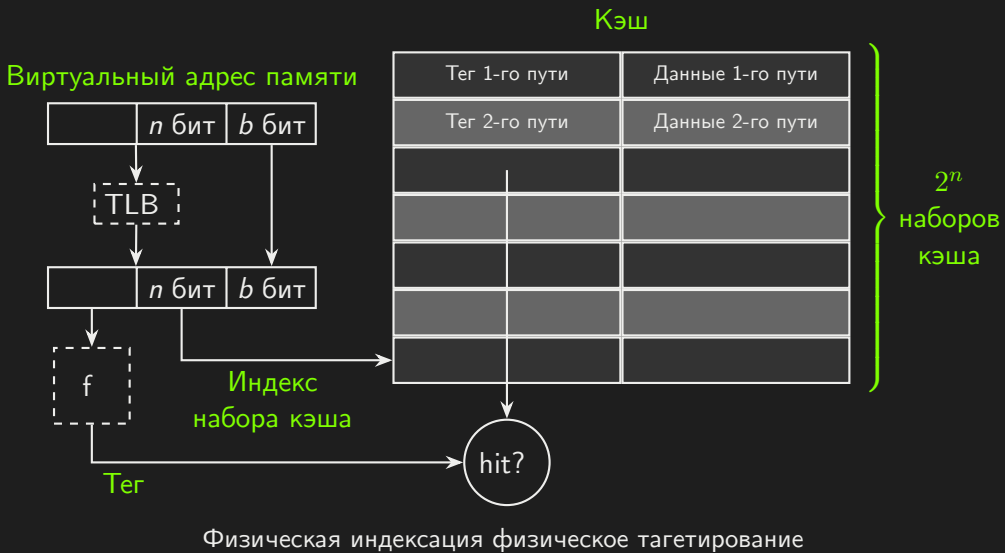 Кэш
Виртуальный адрес памяти
Тег 1-го пути
Данные 1-го пути
n бит
b бит
Тег 2-го пути
Данные 2-го пути
TLB
2ⁿ
наборов
кэша
n бит
b бит
f
Индекс
набора кэша
hit?
Тег
Физическая индексация физическое тагетирование